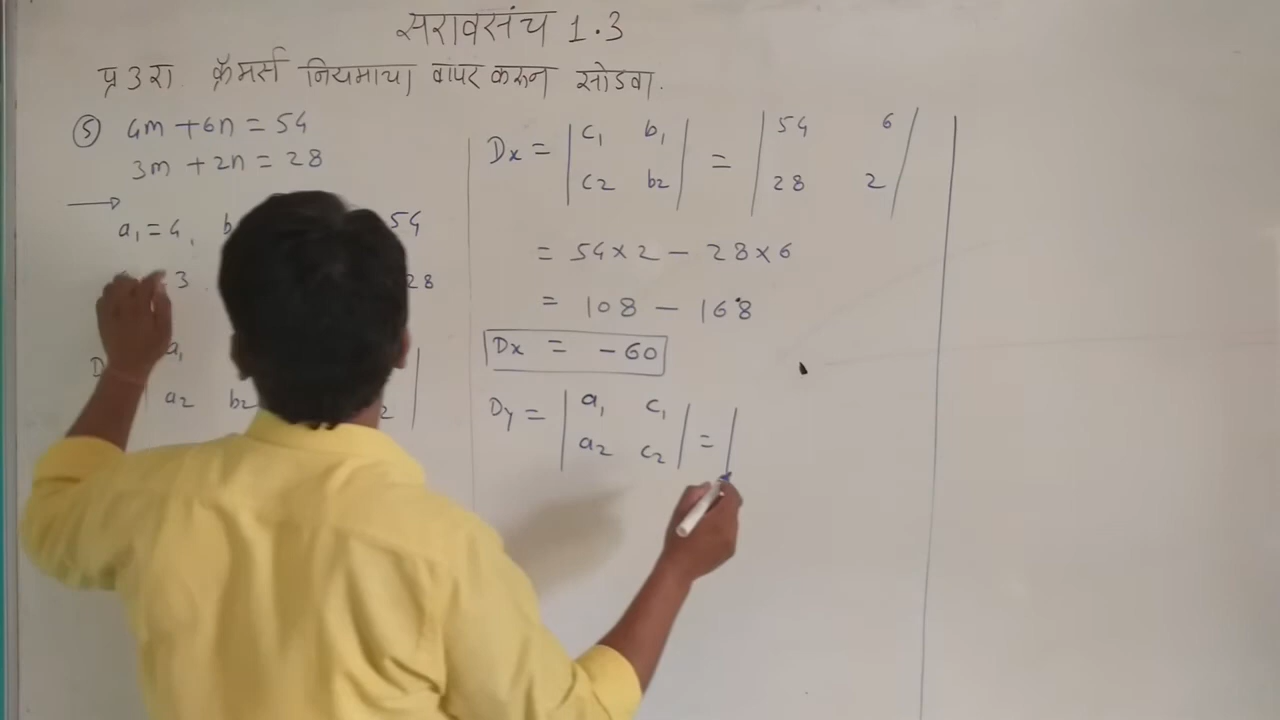 सरावसंच 1.3
प्र 3 रा. क्रॅमर्स नियमाचा वापर करून सोडवा.
⑤ 4m + 6n = 54
3m + 2n = 28
a₁ = 4, b 54
3 28
D a₁
a₂ b₂ 2
Dx = | c₁ b₁ | = | 54 6 |
| c₂ b₂ | | 28 2 |
= 54 × 2 − 28 × 6
= 108 − 168
Dx = −60
Dy = | a₁ c₁ | = |
| a₂ c₂ |